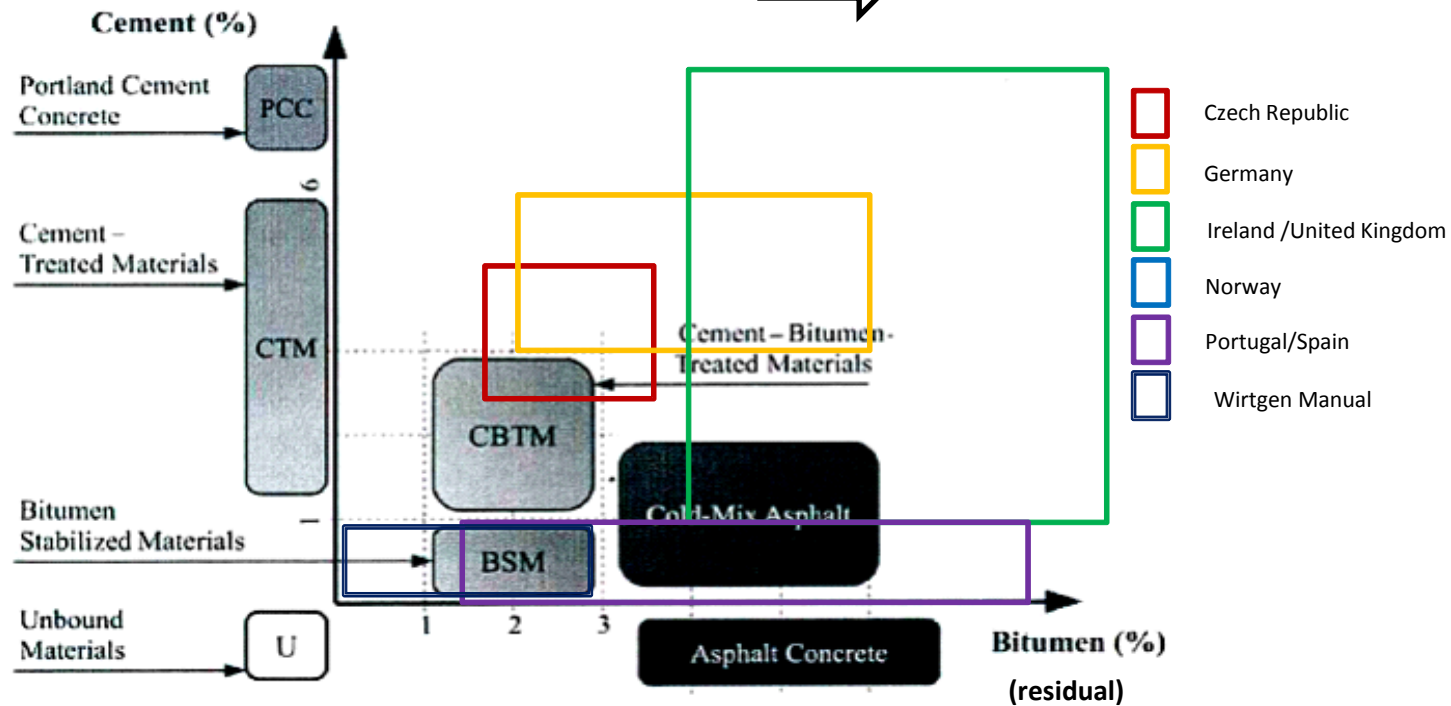 Cement (%)
Portland Cement
Concrete
PCC
9
Cement –
Treated Materials
CTM
Cement – Bitumen-
Treated Materials
CBTM
Cold-Mix Asphalt
1
Bitumen
Stabilized Materials
BSM
Unbound
Materials
U
1 2 3
Asphalt Concrete
Bitumen (%)
(residual)
Czech Republic
Germany
Ireland /United Kingdom
Norway
Portugal/Spain
Wirtgen Manual